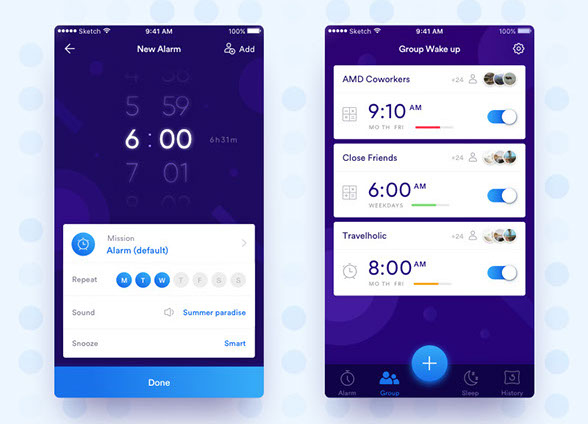 Sketch 9:41 AM 100%
New Alarm
Add
4 58
5 59
6 : 00 6h31m
7 01
8 02
Mission
Alarm (default)
Repeat M T W T F S S
Sound Summer paradise
Snooze Smart
Done
Sketch 9:41 AM 100%
Group Wake up
AMD Coworkers +24
9:10 AM
MO TH FRI
Close Friends +24
6:00 AM
WEEKDAYS
Travelholic +24
8:00 AM
MO TH FRI
+
Alarm Group Sleep History